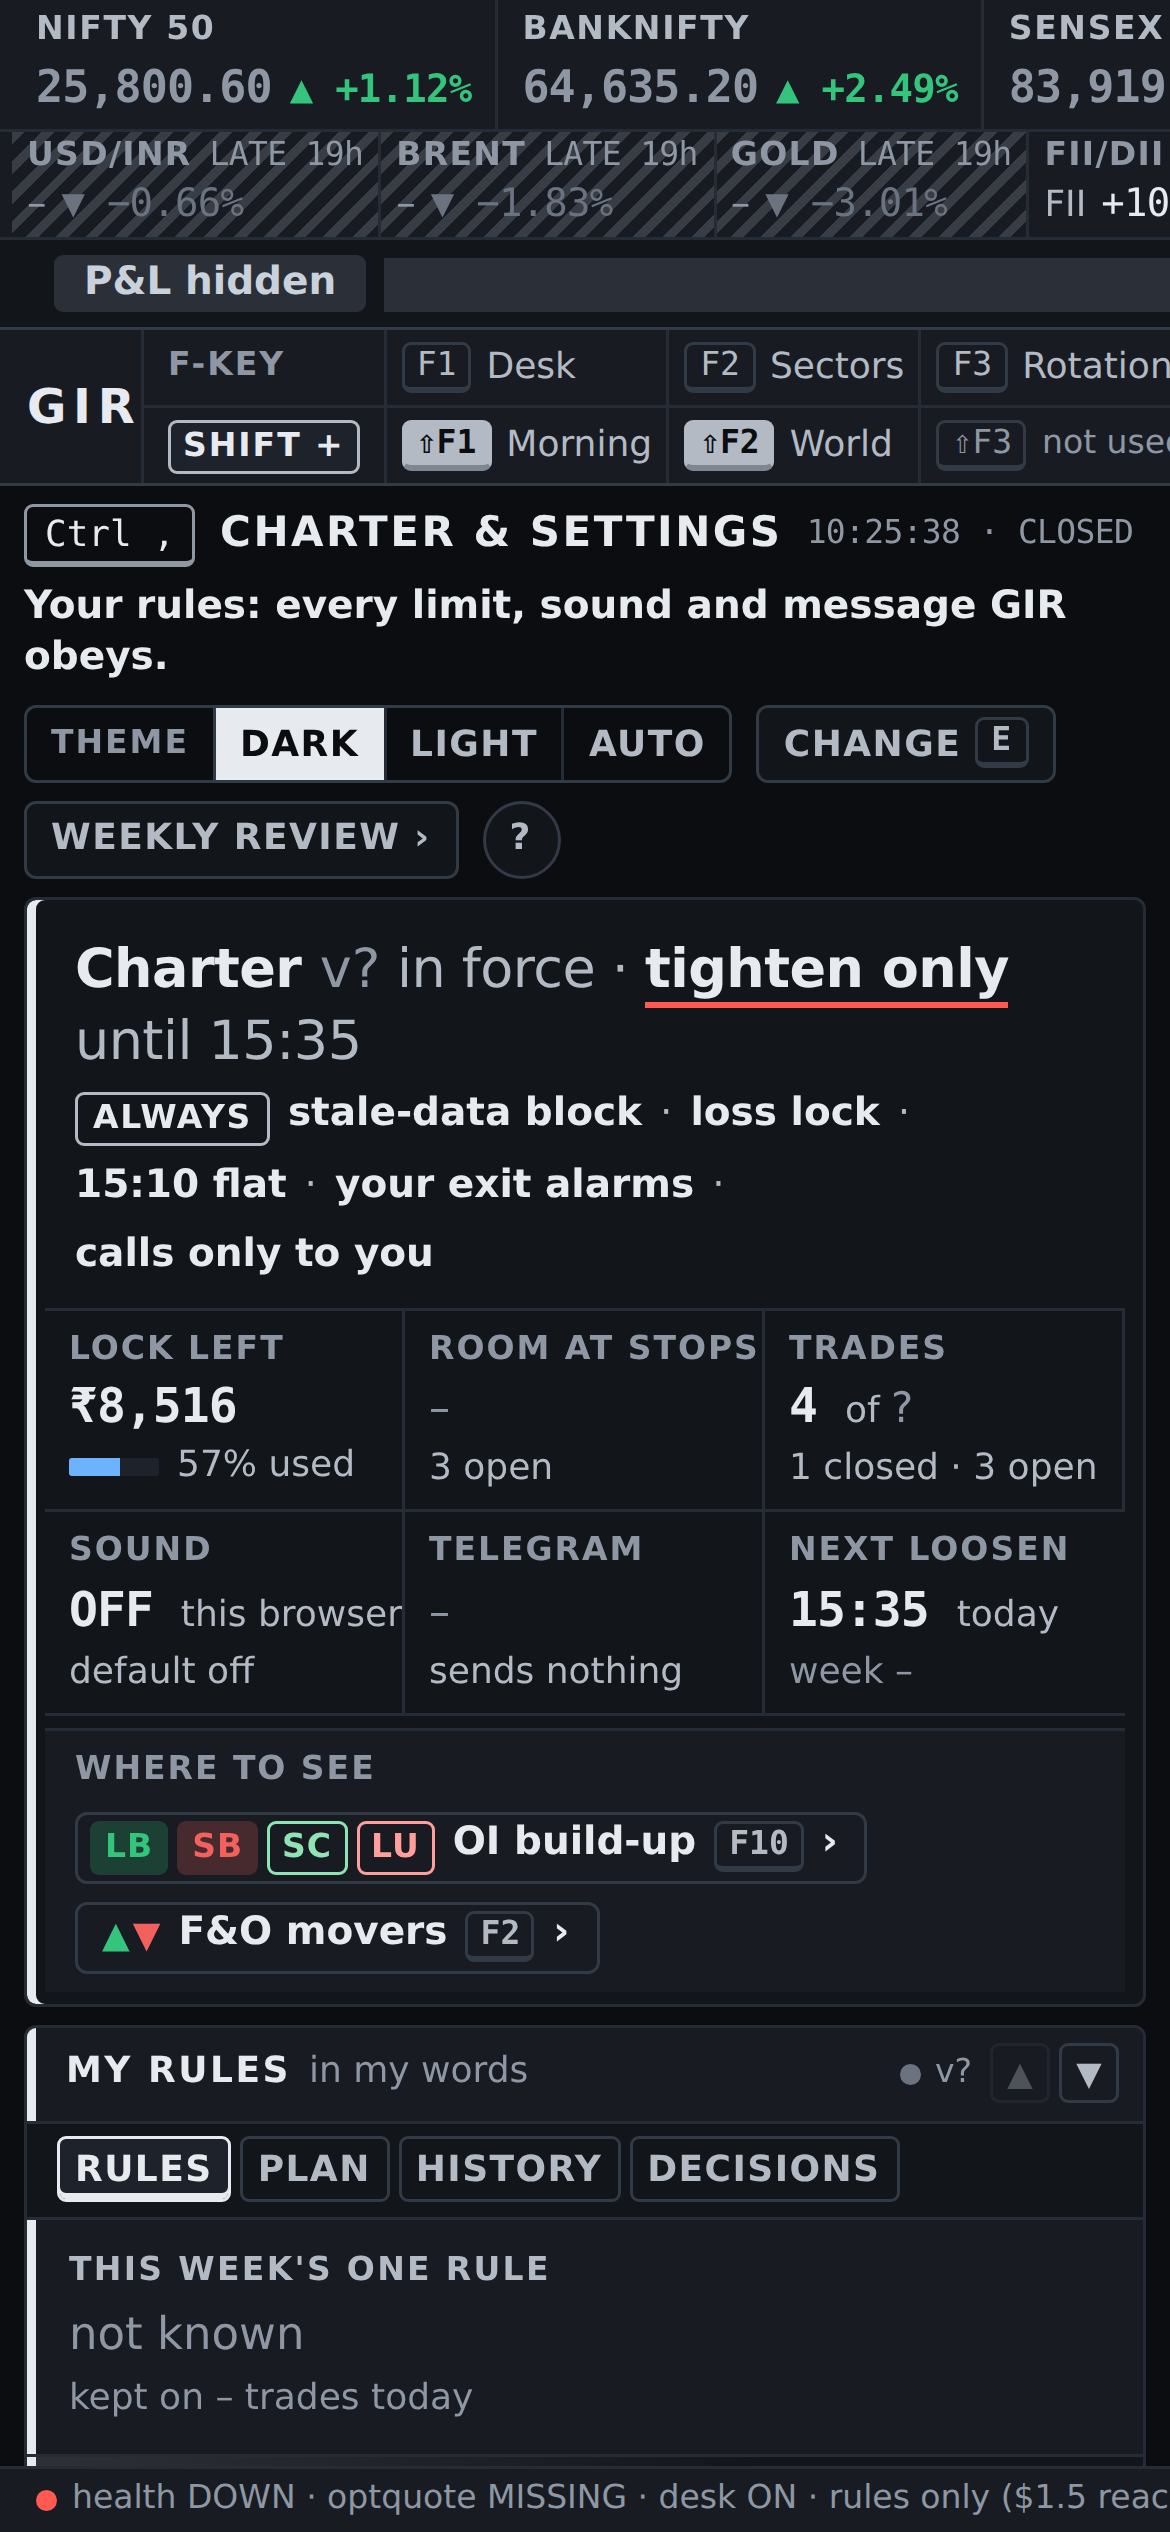 NIFTY 50 BANKNIFTY SENSEX
25,800.60 ▲ +1.12% 64,635.20 ▲ +2.49% 83,919
USD/INR LATE 19h BRENT LATE 19h GOLD LATE 19h FII/DII
– ▼ −0.66% – ▼ −1.83% – ▼ −3.01% FII +10
P&L hidden
GIR
F-KEY F1 Desk F2 Sectors F3 Rotation
SHIFT + ⇧F1 Morning ⇧F2 World ⇧F3 not used
Ctrl , CHARTER & SETTINGS 10:25:38 · CLOSED
Your rules: every limit, sound and message GIR
obeys.
THEME DARK LIGHT AUTO CHANGE E
WEEKLY REVIEW › ?
Charter v? in force · tighten only
until 15:35
ALWAYS stale-data block · loss lock ·
15:10 flat · your exit alarms ·
calls only to you
LOCK LEFT ROOM AT STOPS TRADES
₹8,516 – 4 of ?
57% used 3 open 1 closed · 3 open
SOUND TELEGRAM NEXT LOOSEN
OFF this browser – 15:35 today
default off sends nothing week –
WHERE TO SEE
LB SB SC LU OI build-up F10 ›
▲▼ F&O movers F2 ›
MY RULES in my words ● v? ▲ ▼
RULES PLAN HISTORY DECISIONS
THIS WEEK'S ONE RULE
not known
kept on – trades today
● health DOWN · optquote MISSING · desk ON · rules only ($1.5 reac